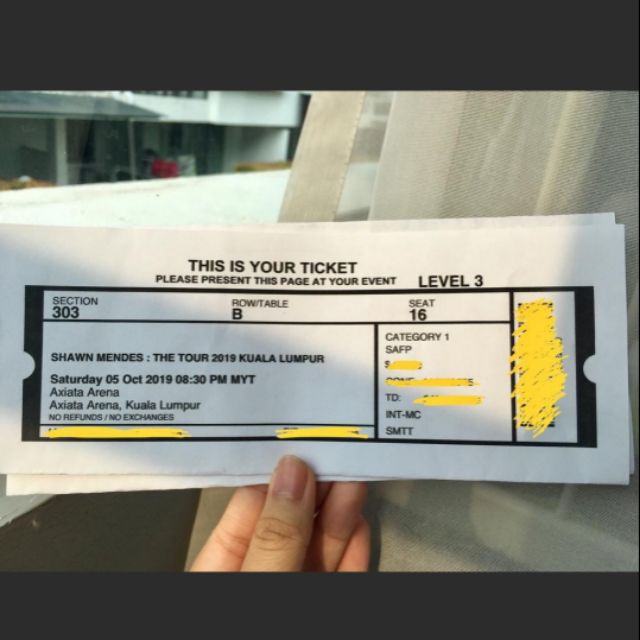 THIS IS YOUR TICKET
PLEASE PRESENT THIS PAGE AT YOUR EVENT
LEVEL 3
SECTION ROW/TABLE SEAT
303 B 16
SHAWN MENDES : THE TOUR 2019 KUALA LUMPUR
Saturday 05 Oct 2019 08:30 PM MYT
Axiata Arena
Axiata Arena, Kuala Lumpur
NO REFUNDS / NO EXCHANGES
CATEGORY 1
SAFP
TD:
INT-MC
SMTT